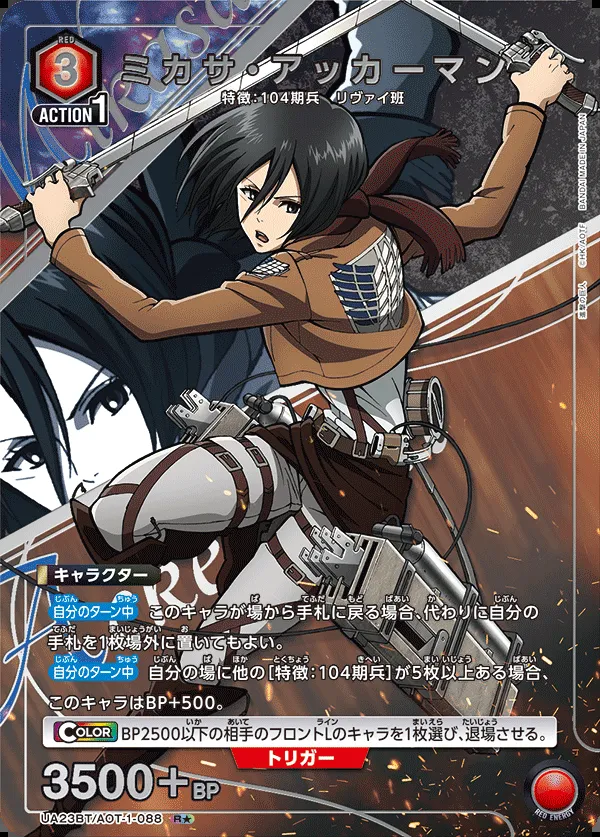 RED
3
ACTION 1
ミカサ・アッカーマン
特徴：104期兵　リヴァイ班
進撃の巨人　©HK/AOTF　BANDAI MADE IN JAPAN
キャラクター
自分のターン中 このキャラが場から手札に戻る場合、代わりに自分の
手札を1枚場外に置いてもよい。
自分のターン中 自分の場に他の[特徴：104期兵]が5枚以上ある場合、
このキャラはBP+500。
COLOR BP2500以下の相手のフロントLのキャラを1枚選び、退場させる。
トリガー
3500+BP
RED ENERGY
UA23BT/AOT-1-088 R★